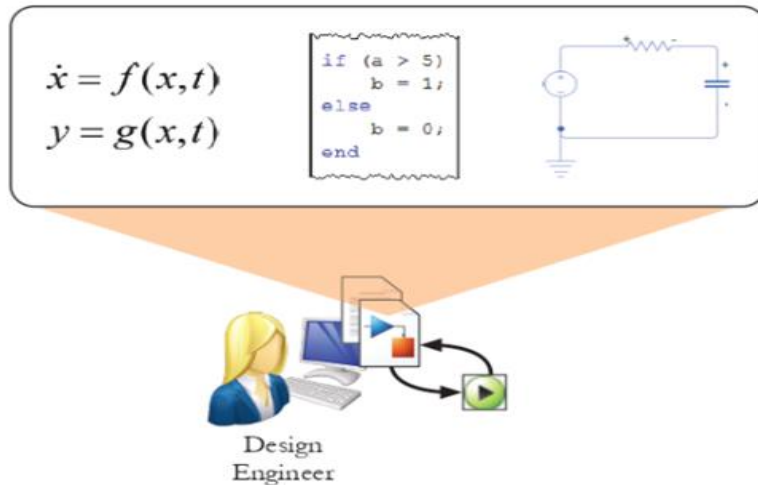 ẋ = f(x,t)
y = g(x,t)
if (a > 5)
b = 1;
else
b = 0;
end
+ -
+
-
Design
Engineer